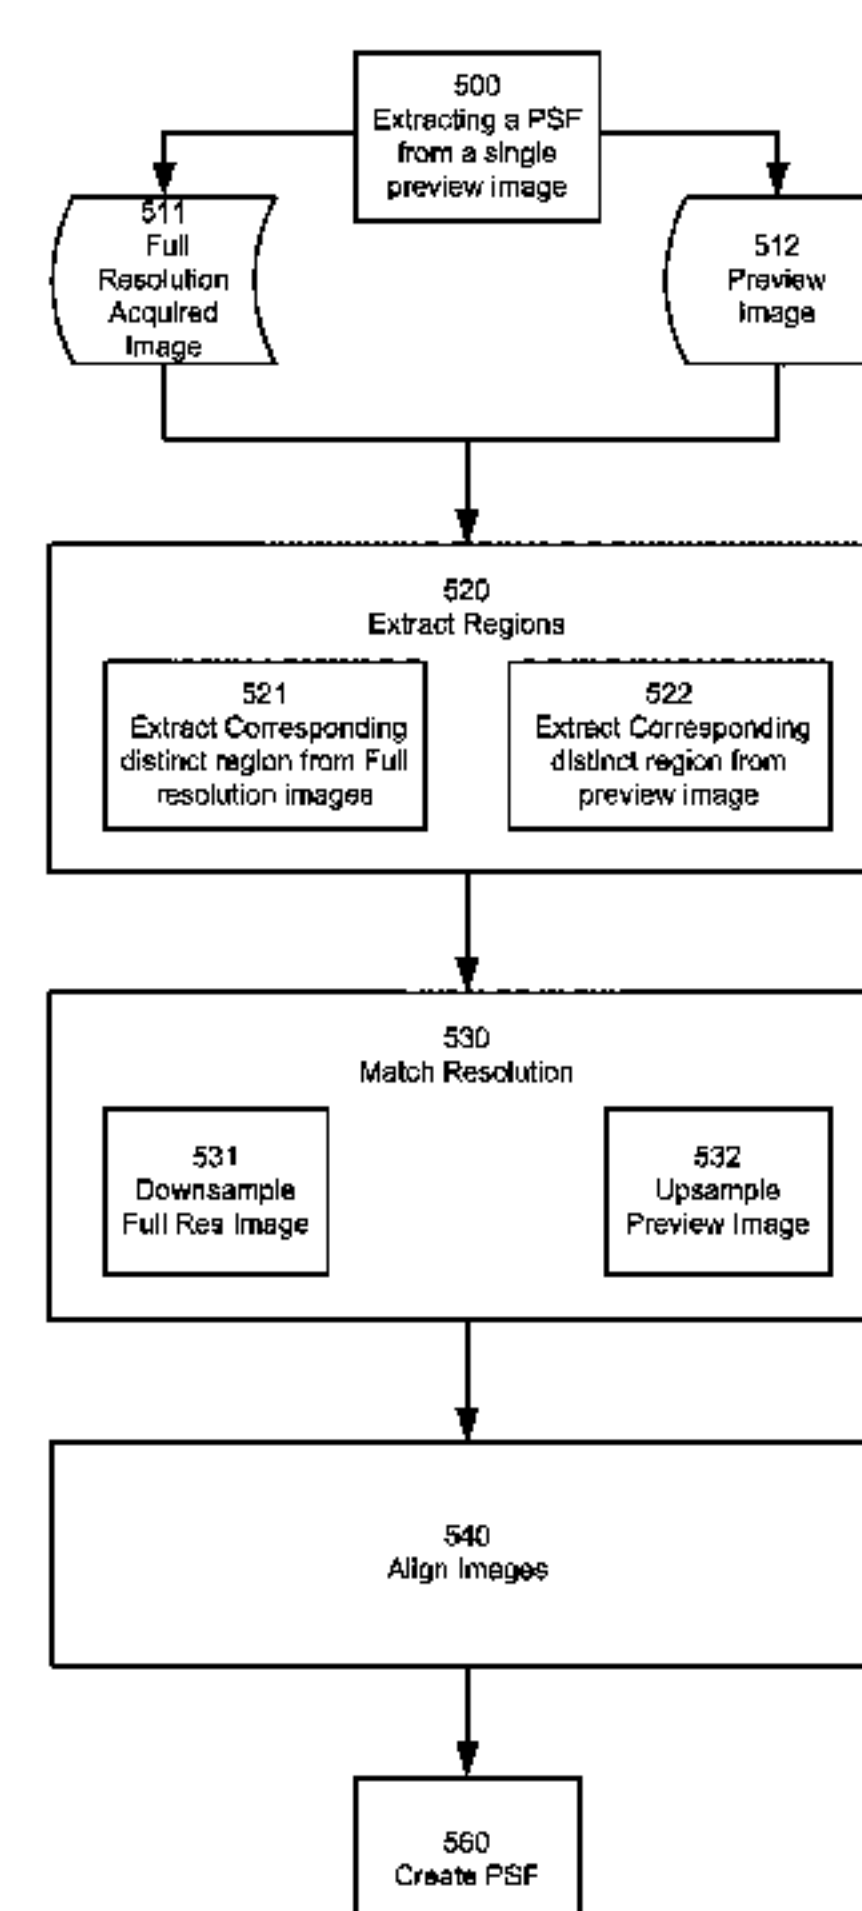 500
Extracting a PSF
from a single
preview image
511
Full
Resolution
Acquired
Image
512
Preview
Image
520
Extract Regions
521
Extract Corresponding
distinct region from Full
resolution images
522
Extract Corresponding
distinct region from
preview image
530
Match Resolution
531
Downsample
Full Res Image
532
Upsample
Preview Image
540
Align Images
560
Create PSF